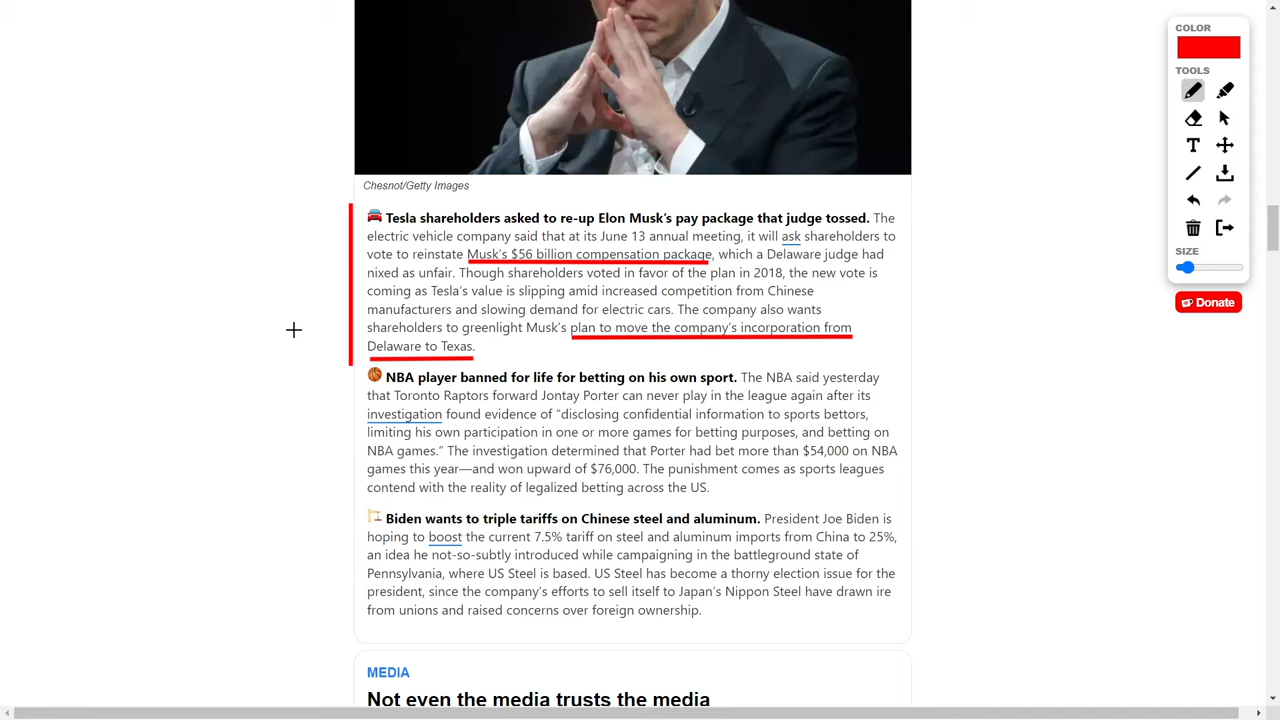 COLOR
TOOLS
T
SIZE
Donate
Chesnot/Getty Images
Tesla shareholders asked to re-up Elon Musk's pay package that judge tossed. The
electric vehicle company said that at its June 13 annual meeting, it will ask shareholders to
vote to reinstate Musk's $56 billion compensation package, which a Delaware judge had
nixed as unfair. Though shareholders voted in favor of the plan in 2018, the new vote is
coming as Tesla's value is slipping amid increased competition from Chinese
manufacturers and slowing demand for electric cars. The company also wants
shareholders to greenlight Musk's plan to move the company's incorporation from
Delaware to Texas.
NBA player banned for life for betting on his own sport. The NBA said yesterday
that Toronto Raptors forward Jontay Porter can never play in the league again after its
investigation found evidence of “disclosing confidential information to sports bettors,
limiting his own participation in one or more games for betting purposes, and betting on
NBA games.” The investigation determined that Porter had bet more than $54,000 on NBA
games this year—and won upward of $76,000. The punishment comes as sports leagues
contend with the reality of legalized betting across the US.
Biden wants to triple tariffs on Chinese steel and aluminum. President Joe Biden is
hoping to boost the current 7.5% tariff on steel and aluminum imports from China to 25%,
an idea he not-so-subtly introduced while campaigning in the battleground state of
Pennsylvania, where US Steel is based. US Steel has become a thorny election issue for the
president, since the company's efforts to sell itself to Japan's Nippon Steel have drawn ire
from unions and raised concerns over foreign ownership.
MEDIA
Not even the media trusts the media